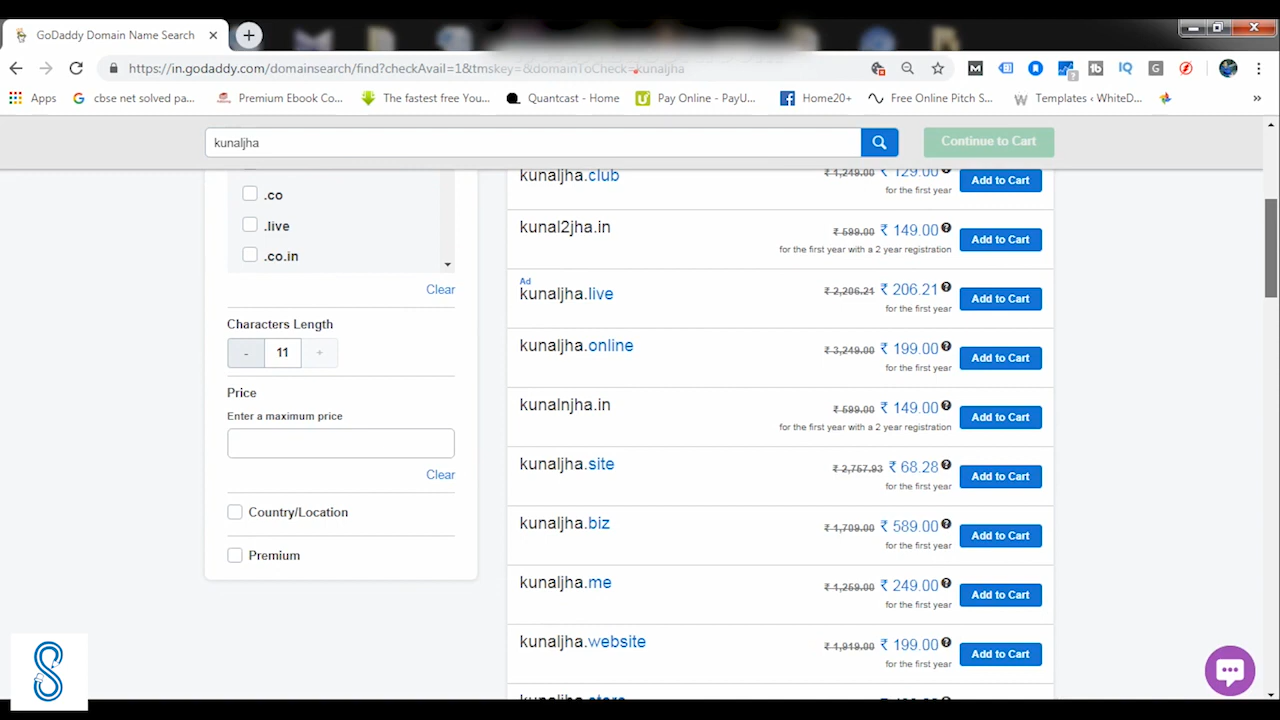 GoDaddy Domain Name Search
https://in.godaddy.com/domainsearch/find?checkAvail=1&tmskey=&domainToCheck=kunaljha
Apps
cbse net solved pa...
Premium Ebook Co...
The fastest free You...
Quantcast - Home
Pay Online - PayU...
Home20+
Free Online Pitch S...
Templates ‹ WhiteD...
»
kunaljha
Continue to Cart
.co
.live
.co.in
Clear
Characters Length
- 11 +
Price
Enter a maximum price
Clear
Country/Location
Premium
kunaljha.club
₹ 1,249.00 ₹ 129.00
for the first year
Add to Cart
kunal2jha.in
₹ 599.00 ₹ 149.00
for the first year with a 2 year registration
Add to Cart
Ad
kunaljha.live
₹ 2,206.21 ₹ 206.21
for the first year
Add to Cart
kunaljha.online
₹ 3,249.00 ₹ 199.00
for the first year
Add to Cart
kunalnjha.in
₹ 599.00 ₹ 149.00
for the first year with a 2 year registration
Add to Cart
kunaljha.site
₹ 2,757.93 ₹ 68.28
for the first year
Add to Cart
kunaljha.biz
₹ 1,709.00 ₹ 589.00
for the first year
Add to Cart
kunaljha.me
₹ 1,259.00 ₹ 249.00
for the first year
Add to Cart
kunaljha.website
₹ 1,919.00 ₹ 199.00
for the first year
Add to Cart